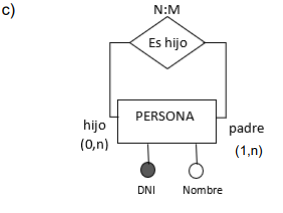 c)
N:M
Es hijo
PERSONA
hijo
(0,n)
padre
(1,n)
DNI
Nombre